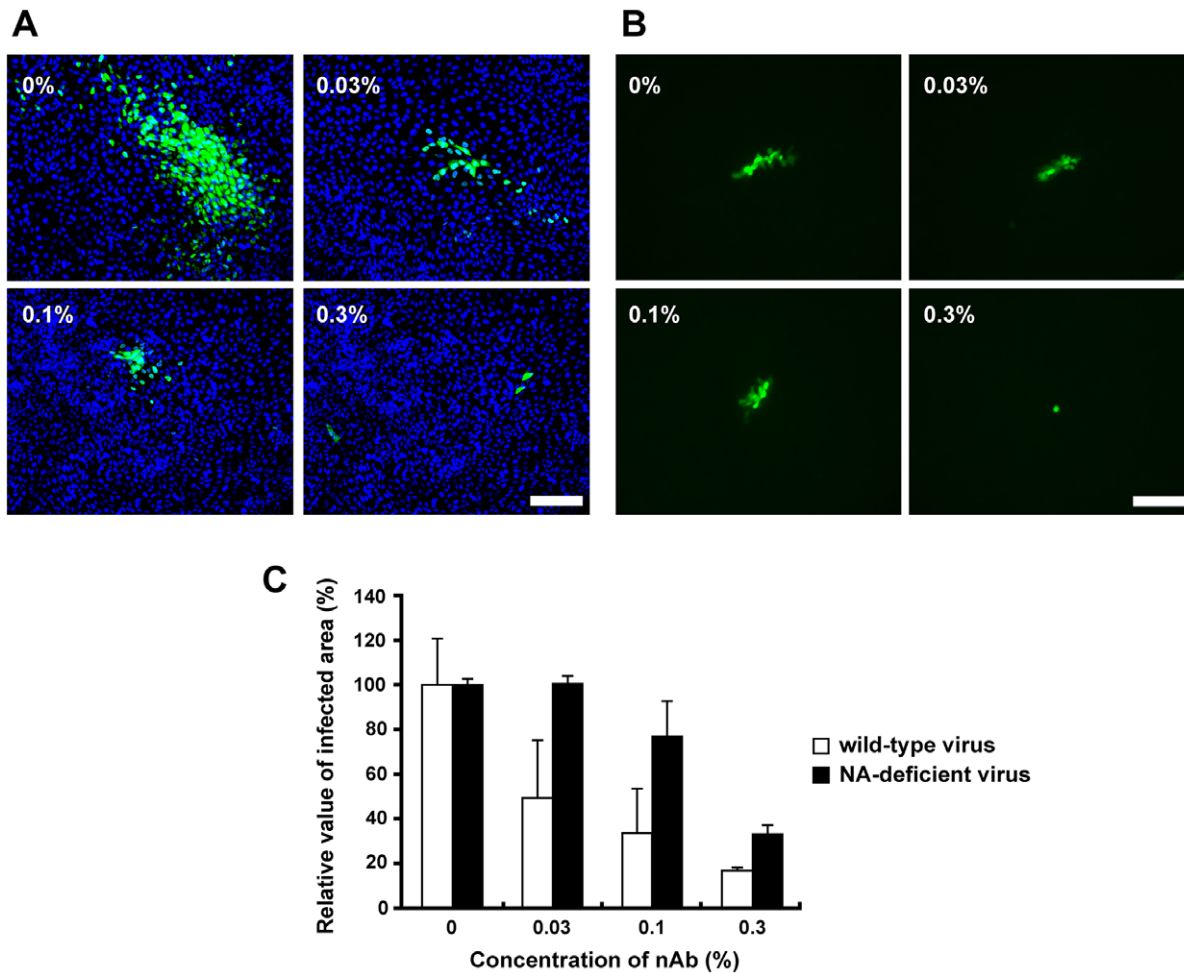 A
0%
0.03%
0.1%
0.3%
B
0%
0.03%
0.1%
0.3%
C
Relative value of infected area (%)
140
120
100
80
60
40
20
0
0
0.03
0.1
0.3
Concentration of nAb (%)
wild-type virus
NA-deficient virus